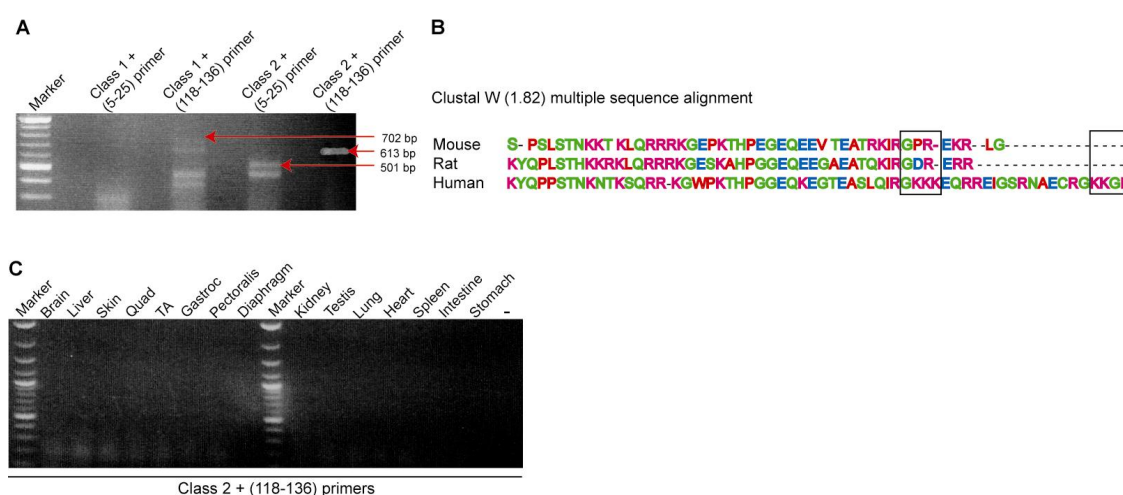 A
Marker
Class 1 +
(5-25) primer
Class 1 +
(118-136) primer
Class 2 +
(5-25) primer
Class 2 +
(118-136) primer
702 bp
613 bp
501 bp
B
Clustal W (1.82) multiple sequence alignment
Mouse S- PSLSTNKKT KLQRRRKGEPKTHPEGEQEEV TEATRKIRGPR-EKR--LG------------
Rat KYQPLSTHKKRKLQRRRKGESKAHPGGEQEEGAEATQKIRGDR-ERR----------------
Human KYQPPSTKNTKSQRR-KGWPKTHPGGEQKEGTEASLQIRGKKKEQRREIGSRNAECRGKKG
C
Marker
Brain
Liver
Skin
Quad
TA
Gastroc
Pectoralis
Diaphragm
Marker
Kidney
Testis
Lung
Heart
Spleen
Intestine
Stomach
-
Class 2 + (118-136) primers